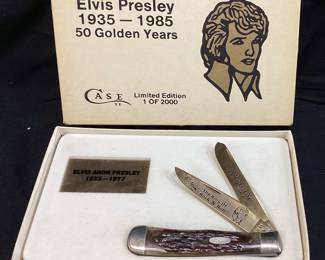 Elvis Presley
1935 — 1985
50 Golden Years
CASE
XX
Limited Edition
1 OF 2000
ELVIS ARON PRESLEY
1935-1977